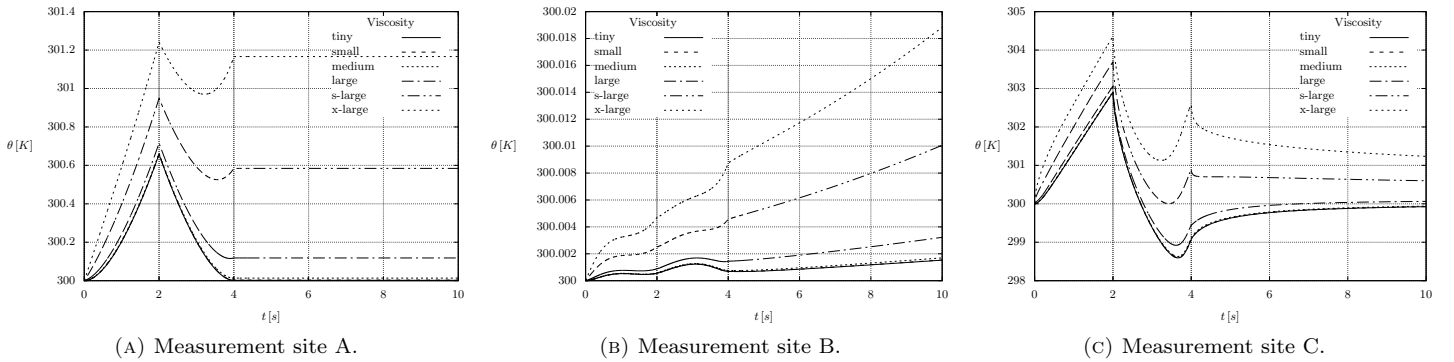 301.4
301.2
301
300.8
θ [K]
300.6
300.4
300.2
300
0
2
4
6
8
10
t [s]
Viscosity
tiny
small
medium
large
s-large
x-large
(A) Measurement site A.
300.02
300.018
300.016
300.014
300.012
θ [K]
300.01
300.008
300.006
300.004
300.002
300
0
2
4
6
8
10
t [s]
Viscosity
tiny
small
medium
large
s-large
x-large
(B) Measurement site B.
305
304
303
302
θ [K]
301
300
299
298
0
2
4
6
8
10
t [s]
Viscosity
tiny
small
medium
large
s-large
x-large
(C) Measurement site C.